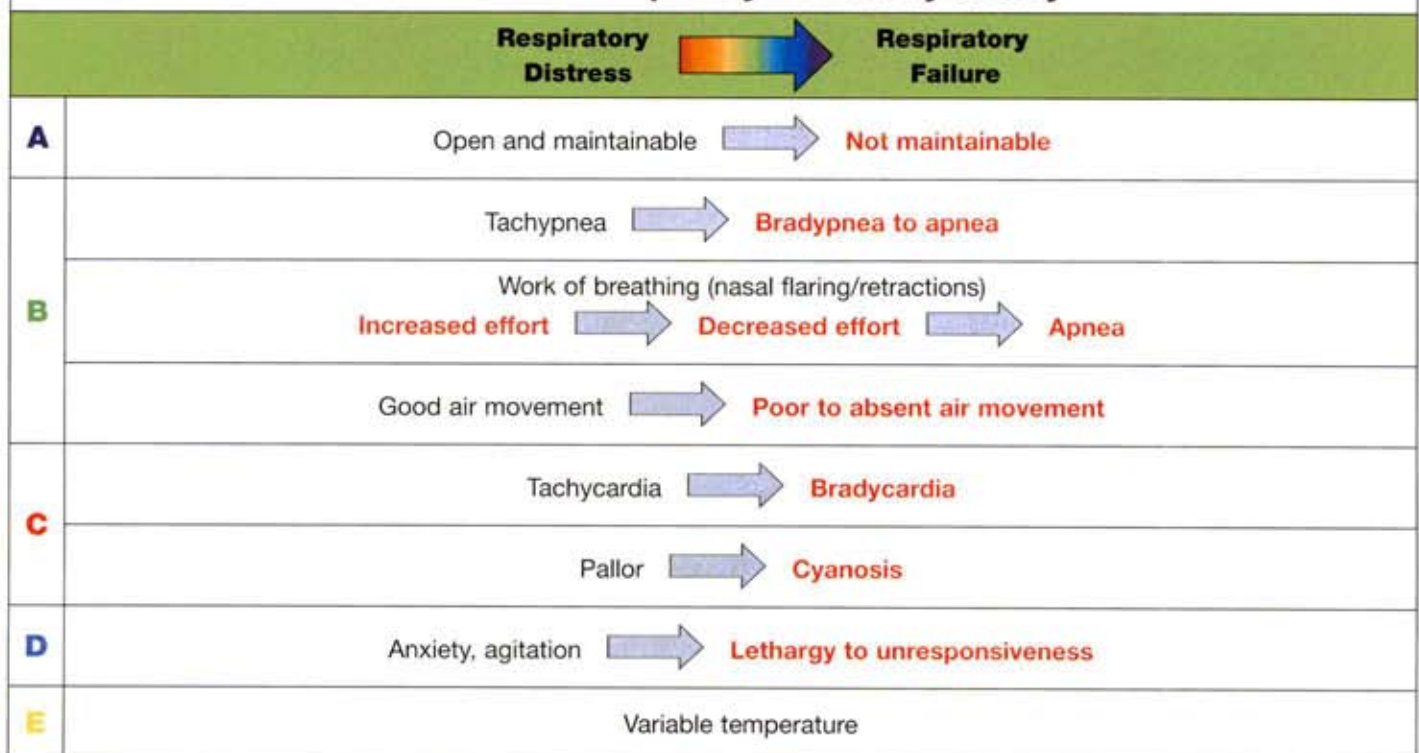 Respiratory Distress Respiratory Failure
A Open and maintainable Not maintainable
Tachypnea Bradypnea to apnea
B Work of breathing (nasal flaring/retractions)
Increased effort Decreased effort Apnea
Good air movement Poor to absent air movement
C Tachycardia Bradycardia
Pallor Cyanosis
D Anxiety, agitation Lethargy to unresponsiveness
E Variable temperature